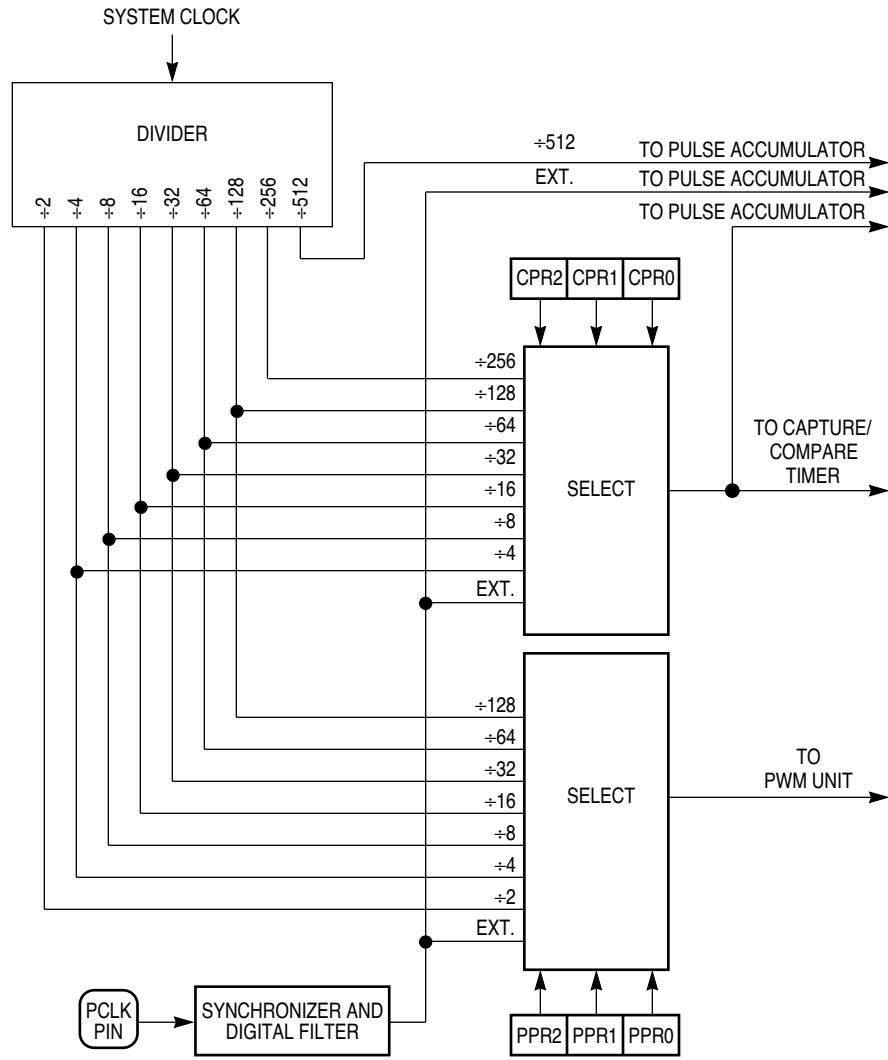 SYSTEM CLOCK
DIVIDER
÷2
÷4
÷8
÷16
÷32
÷64
÷128
÷256
÷512
÷512
TO PULSE ACCUMULATOR
EXT.
TO PULSE ACCUMULATOR
TO PULSE ACCUMULATOR
CPR2
CPR1
CPR0
÷256
÷128
÷64
÷32
÷16
÷8
÷4
EXT.
SELECT
TO CAPTURE/
COMPARE
TIMER
÷128
÷64
÷32
÷16
÷8
÷4
÷2
EXT.
SELECT
TO
PWM UNIT
PCLK
PIN
SYNCHRONIZER AND
DIGITAL FILTER
PPR2
PPR1
PPR0